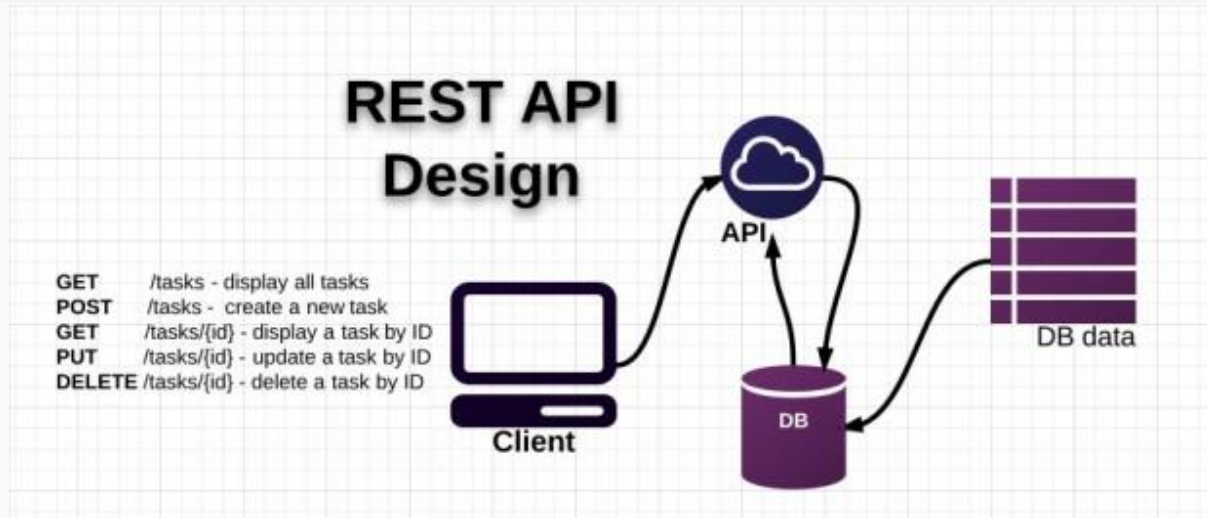 REST API
Design
API
GET /tasks - display all tasks
POST /tasks - create a new task
GET /tasks/{id} - display a task by ID
PUT /tasks/{id} - update a task by ID
DELETE /tasks/{id} - delete a task by ID
Client
DB
DB data